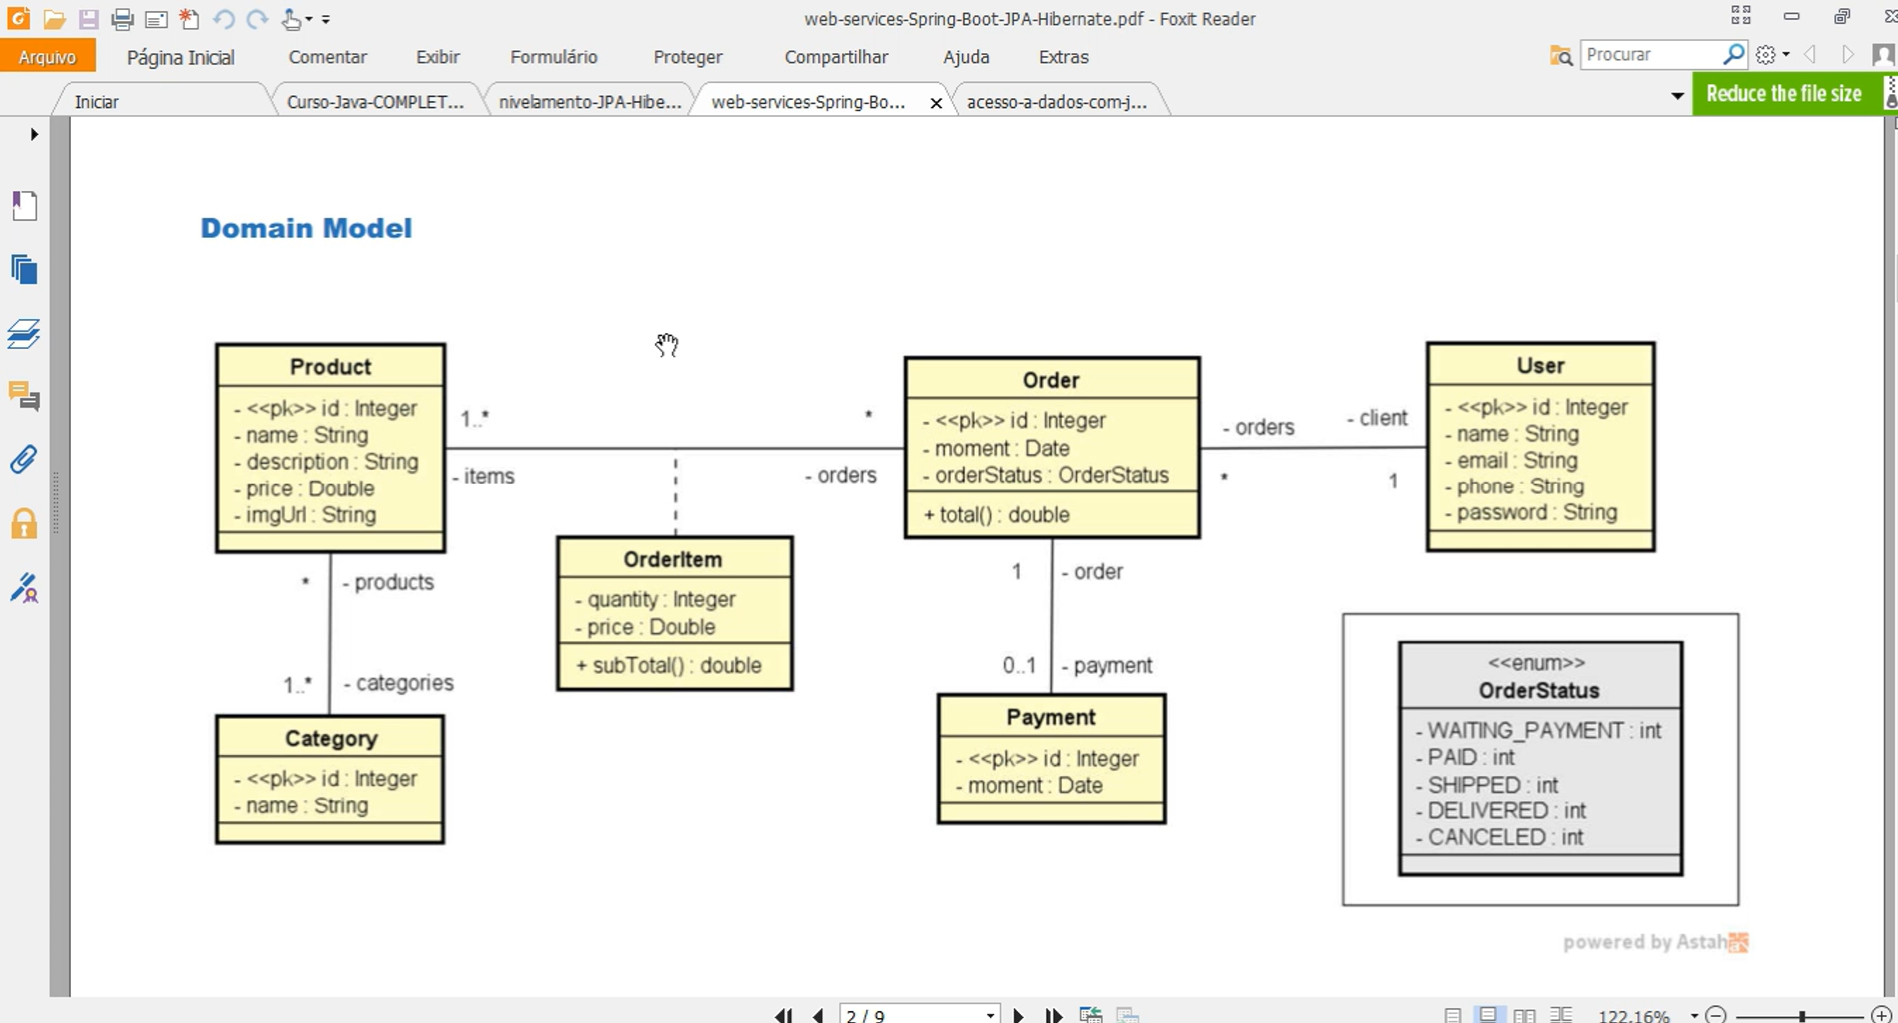 web-services-Spring-Boot-JPA-Hibernate.pdf - Foxit Reader
Arquivo Página Inicial Comentar Exibir Formulário Proteger Compartilhar Ajuda Extras Procurar
Iniciar Curso-Java-COMPLET... nivelamento-JPA-Hibe... web-services-Spring-Bo... acesso-a-dados-com-j... Reduce the file size
Domain Model
Product
- <<pk>> id : Integer
- name : String
- description : String
- price : Double
- imgUrl : String
1..*
- items
*
- orders
Order
- <<pk>> id : Integer
- moment : Date
- orderStatus : OrderStatus
+ total() : double
- orders
*
- client
1
User
- <<pk>> id : Integer
- name : String
- email : String
- phone : String
- password : String
* - products
1..* - categories
OrderItem
- quantity : Integer
- price : Double
+ subTotal() : double
1 - order
0..1 - payment
Category
- <<pk>> id : Integer
- name : String
Payment
- <<pk>> id : Integer
- moment : Date
<<enum>>
OrderStatus
- WAITING_PAYMENT : int
- PAID : int
- SHIPPED : int
- DELIVERED : int
- CANCELED : int
powered by Astah
2 / 9 122.16%